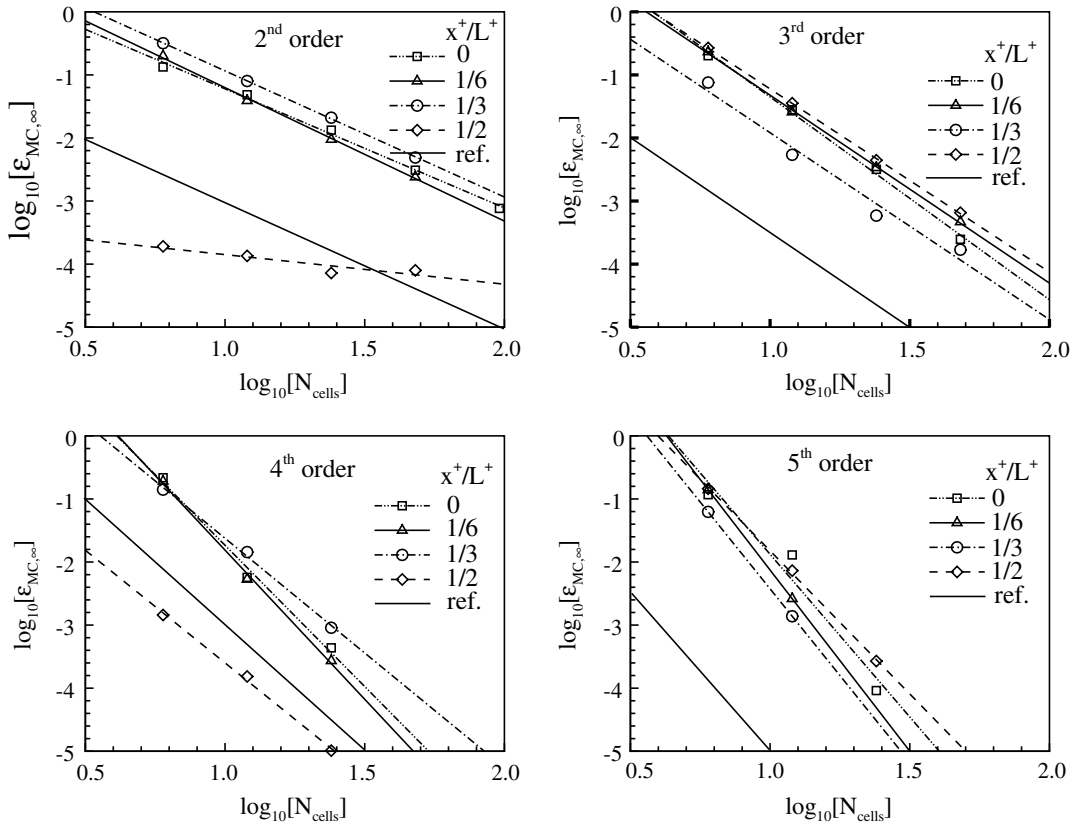 2nd order
x+/L+
0
1/6
1/3
1/2
ref.
0
-1
-2
-3
-4
-5
0.5
1.0
1.5
2.0
log10[εMC,∞]
log10[Ncells]
3rd order
x+/L+
0
1/6
1/3
1/2
ref.
0
-1
-2
-3
-4
-5
0.5
1.0
1.5
2.0
log10[εMC,∞]
log10[Ncells]
4th order
x+/L+
0
1/6
1/3
1/2
ref.
0
-1
-2
-3
-4
-5
0.5
1.0
1.5
2.0
log10[εMC,∞]
log10[Ncells]
5th order
x+/L+
0
1/6
1/3
1/2
ref.
0
-1
-2
-3
-4
-5
0.5
1.0
1.5
2.0
log10[εMC,∞]
log10[Ncells]